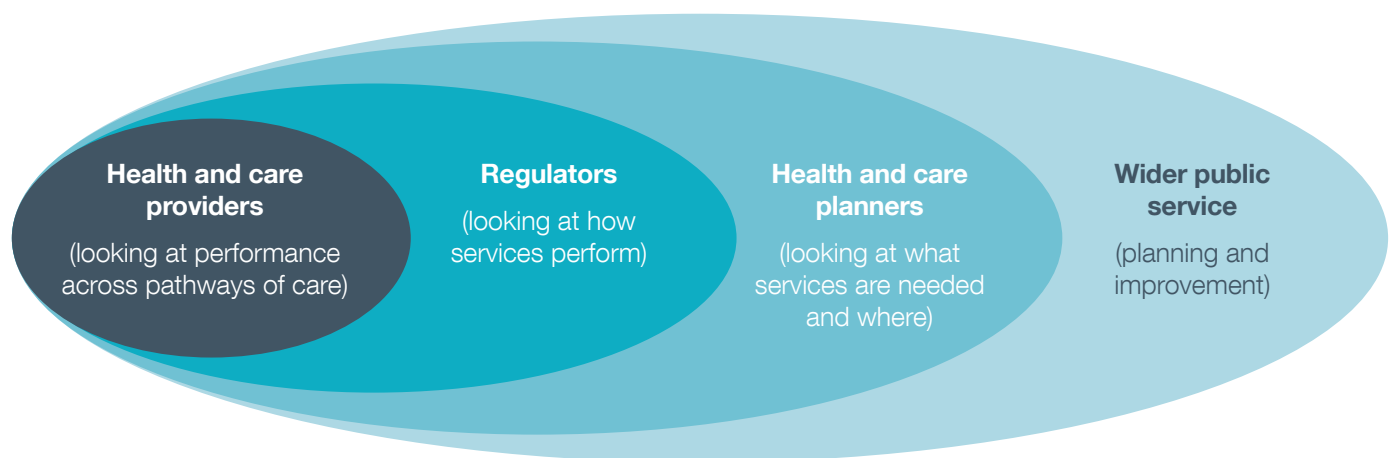 Health and care
providers
(looking at performance
across pathways of care)
Regulators
(looking at how
services perform)
Health and care
planners
(looking at what
services are needed
and where)
Wider public
service
(planning and
improvement)